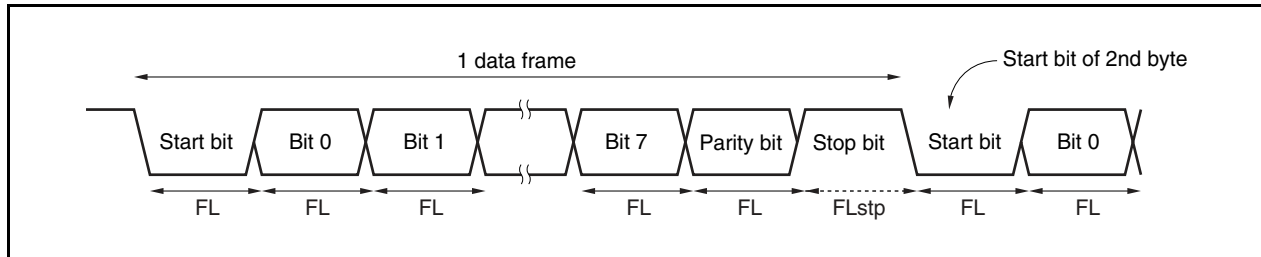 1 data frame
Start bit of 2nd byte
Start bit Bit 0 Bit 1 Bit 7 Parity bit Stop bit Start bit Bit 0
FL FL FL FL FL FLstp FL FL